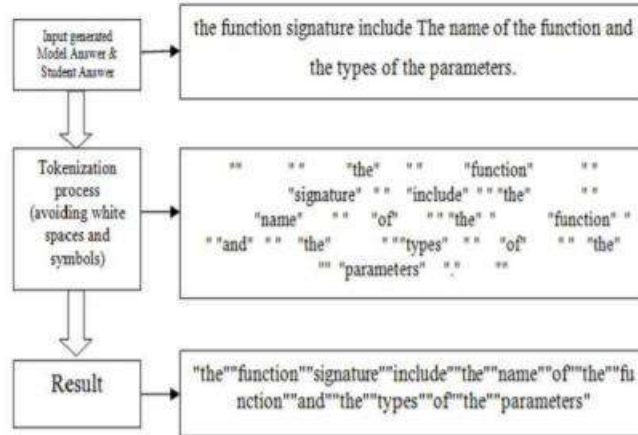 Input generated
Model Answer &
Student Answer
the function signature include The name of the function and
the types of the parameters.
Tokenization
process
(avoiding white
spaces and
symbols)
"" " " "the" " " "function" " "
"signature" " " "include" " " "the" " "
"name" " " "of" " " "the" " "function" "
" "and" " " "the" " " "types" " " "of" " " "the"
"" "parameters" "." ""
Result
"the""function""signature""include""the""name""of""the""fu
nction""and""the""types""of""the""parameters"